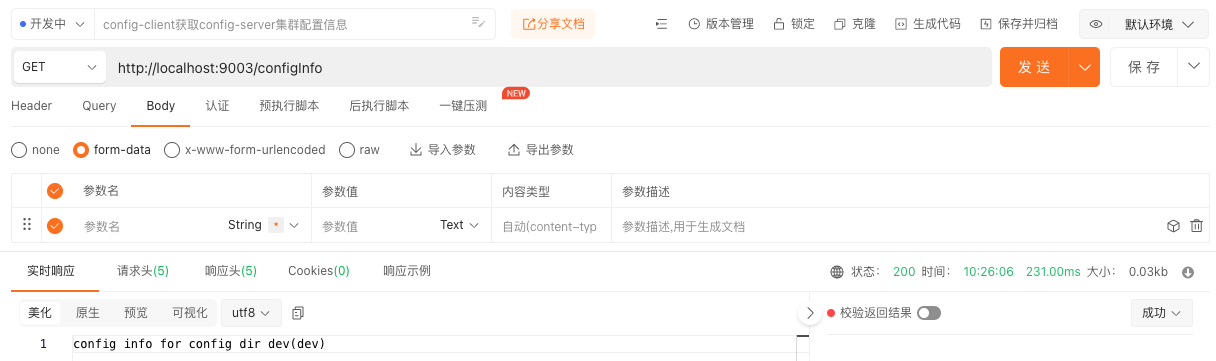 开发中 config-client获取config-server集群配置信息 分享文档 版本管理 锁定 克隆 生成代码 保存并归档 默认环境
GET http://localhost:9003/configInfo 发送 保存
Header Query Body 认证 预执行脚本 后执行脚本 一键压测 NEW
none form-data x-www-form-urlencoded raw 导入参数 导出参数
参数名 参数值 内容类型 参数描述
参数名 String * 参数值 Text 自动(content-typ 参数描述,用于生成文档
实时响应 请求头(5) 响应头(5) Cookies(0) 响应示例 状态: 200 时间: 10:26:06 231.00ms 大小: 0.03kb
美化 原生 预览 可视化 utf8 校验返回结果 成功
1 config info for config dir dev(dev)